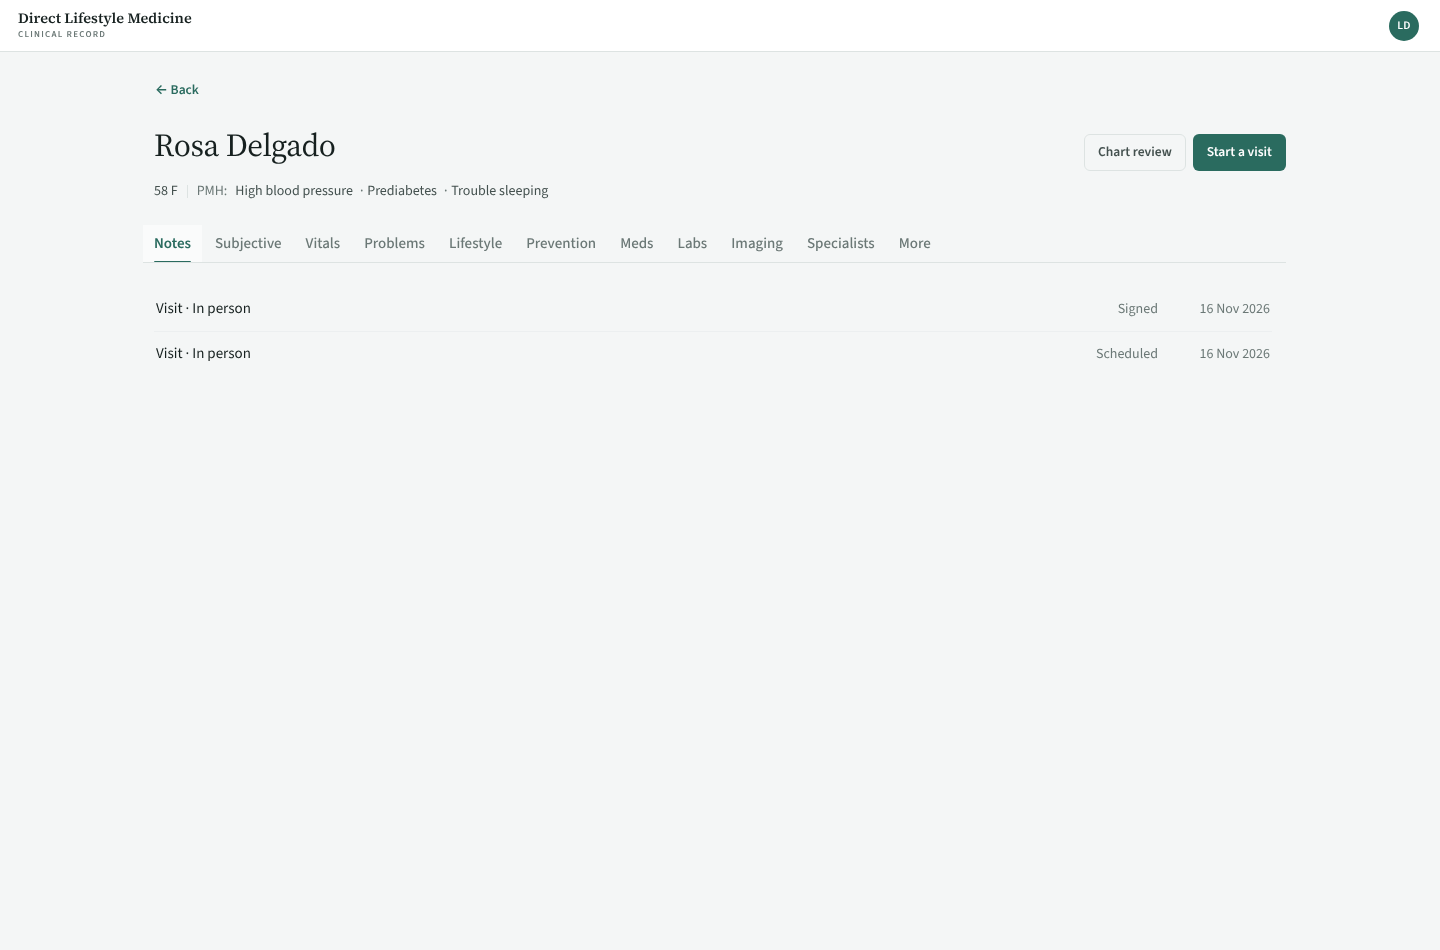 Direct Lifestyle Medicine
CLINICAL RECORD
LD
← Back
Rosa Delgado
Chart review
Start a visit
58 F | PMH: High blood pressure · Prediabetes · Trouble sleeping
Notes Subjective Vitals Problems Lifestyle Prevention Meds Labs Imaging Specialists More
Visit · In person Signed 16 Nov 2026
Visit · In person Scheduled 16 Nov 2026